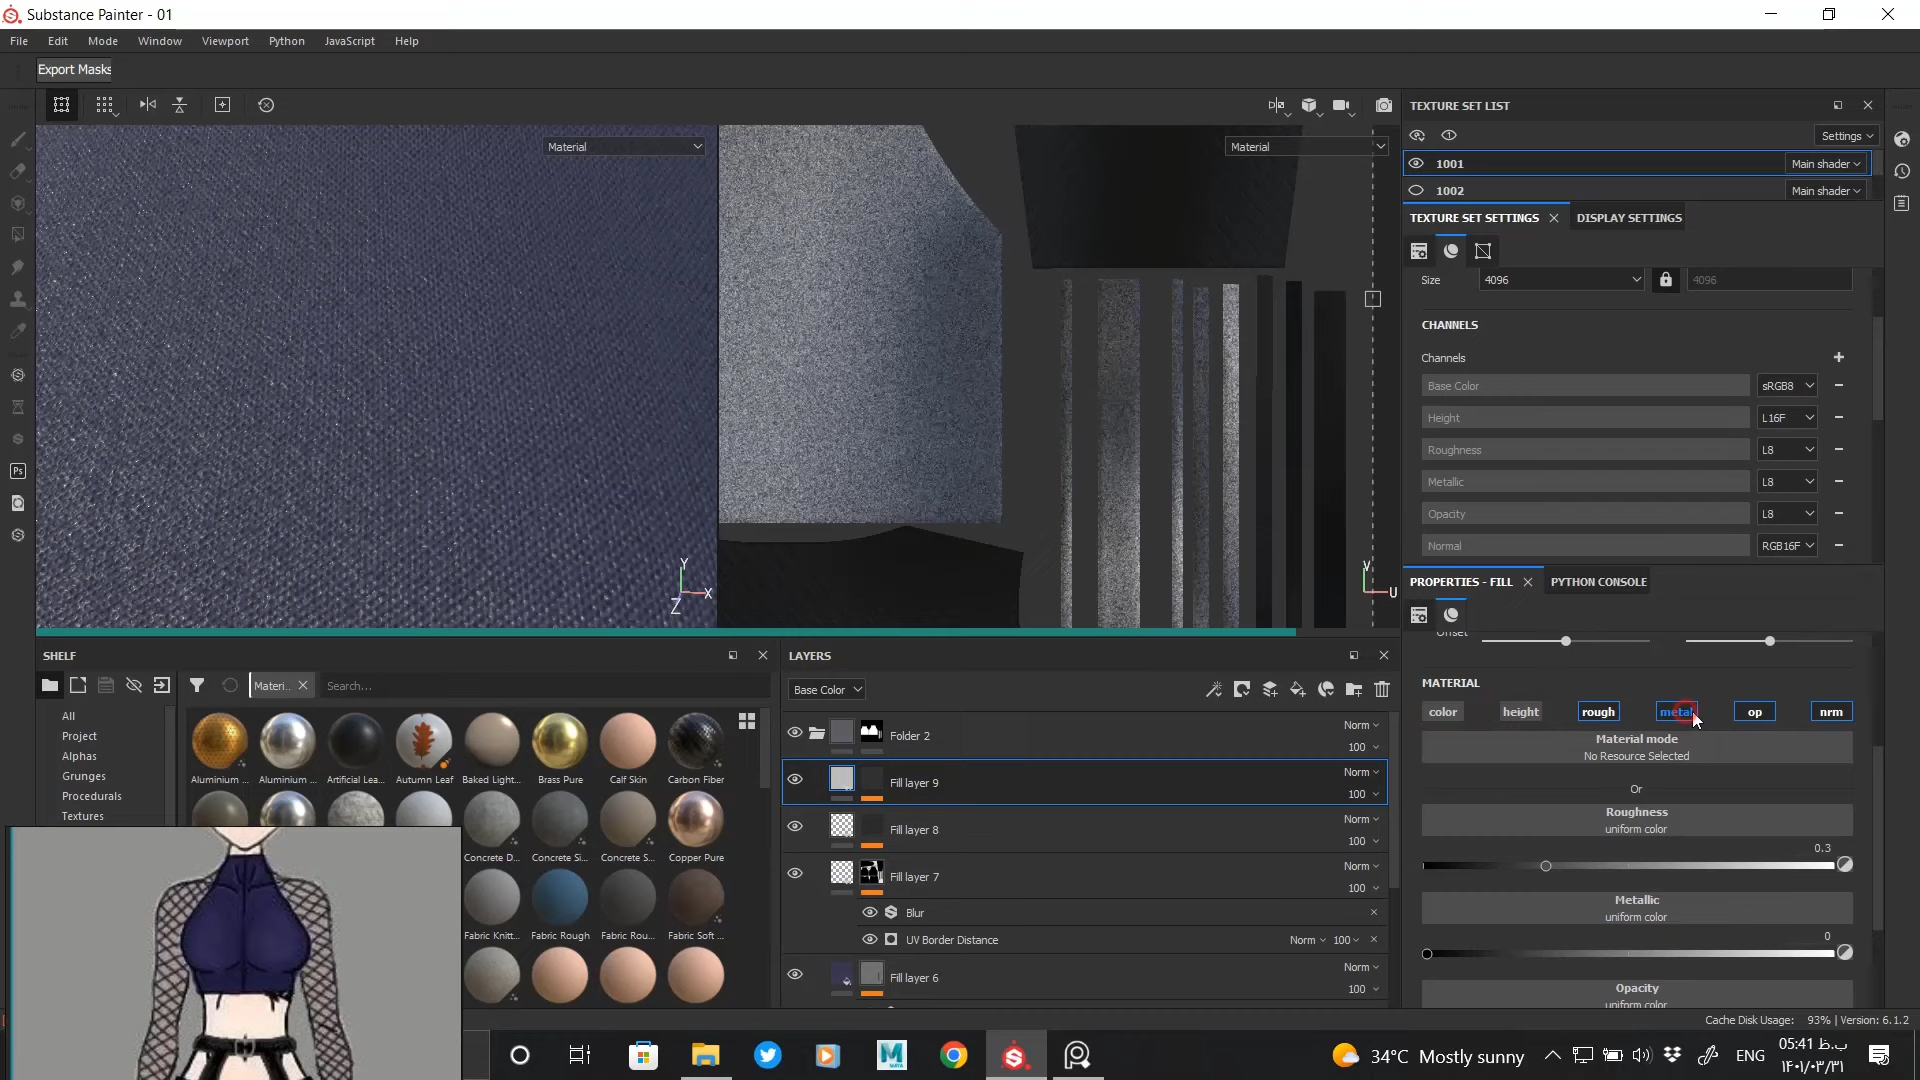 Substance Painter - 01
File Edit Mode Window Viewport Python JavaScript Help
Export Masks
Material
Material
TEXTURE SET LIST
Settings
1001 Main shader
1002 Main shader
TEXTURE SET SETTINGS DISPLAY SETTINGS
Size 4096 4096
CHANNELS
Channels
Base Color sRGB8
Height L16F
Roughness L8
Metallic L8
Opacity L8
Normal RGB16F
Y
X
Z
V
U
PROPERTIES - FILL PYTHON CONSOLE
Offset
MATERIAL
color height rough metal op nrm
Material mode
No Resource Selected
Or
Roughness
uniform color
0.3
Metallic
uniform color
0
Opacity
uniform color
SHELF
Materi..
Search...
All
Project
Alphas
Grunges
Procedurals
Textures
Aluminium ... Aluminium ... Artificial Lea... Autumn Leaf Baked Light... Brass Pure Calf Skin Carbon Fiber
Concrete D... Concrete Si... Concrete S... Copper Pure
Fabric Knitt... Fabric Rough Fabric Rou... Fabric Soft ...
LAYERS
Base Color
Folder 2 Norm 100
Fill layer 9 Norm 100
Fill layer 8 Norm 100
Fill layer 7 Norm 100
Blur
UV Border Distance Norm 100
Fill layer 6 Norm 100
Cache Disk Usage: 93% | Version: 6.1.2
Ps
MAYA
34°C Mostly sunny
ENG
05:41 ب.ظ
۱۴۰۱/۰۳/۳۱